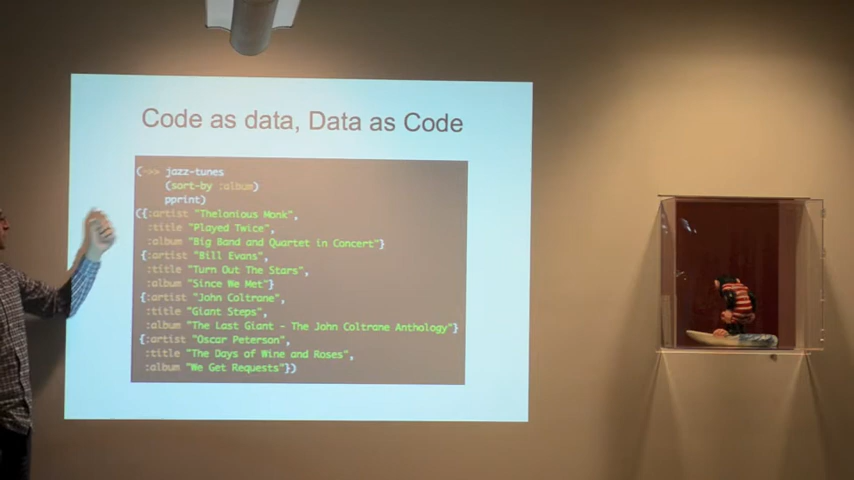 Code as data, Data as Code
(->> jazz-tunes
(sort-by :album)
pprint)
({:artist "Thelonious Monk",
:title "Played Twice",
:album "Big Band and Quartet in Concert"}
{:artist "Bill Evans",
:title "Turn Out The Stars",
:album "Since We Met"}
{:artist "John Coltrane",
:title "Giant Steps",
:album "The Last Giant - The John Coltrane Anthology"}
{:artist "Oscar Peterson",
:title "The Days of Wine and Roses",
:album "We Get Requests"})